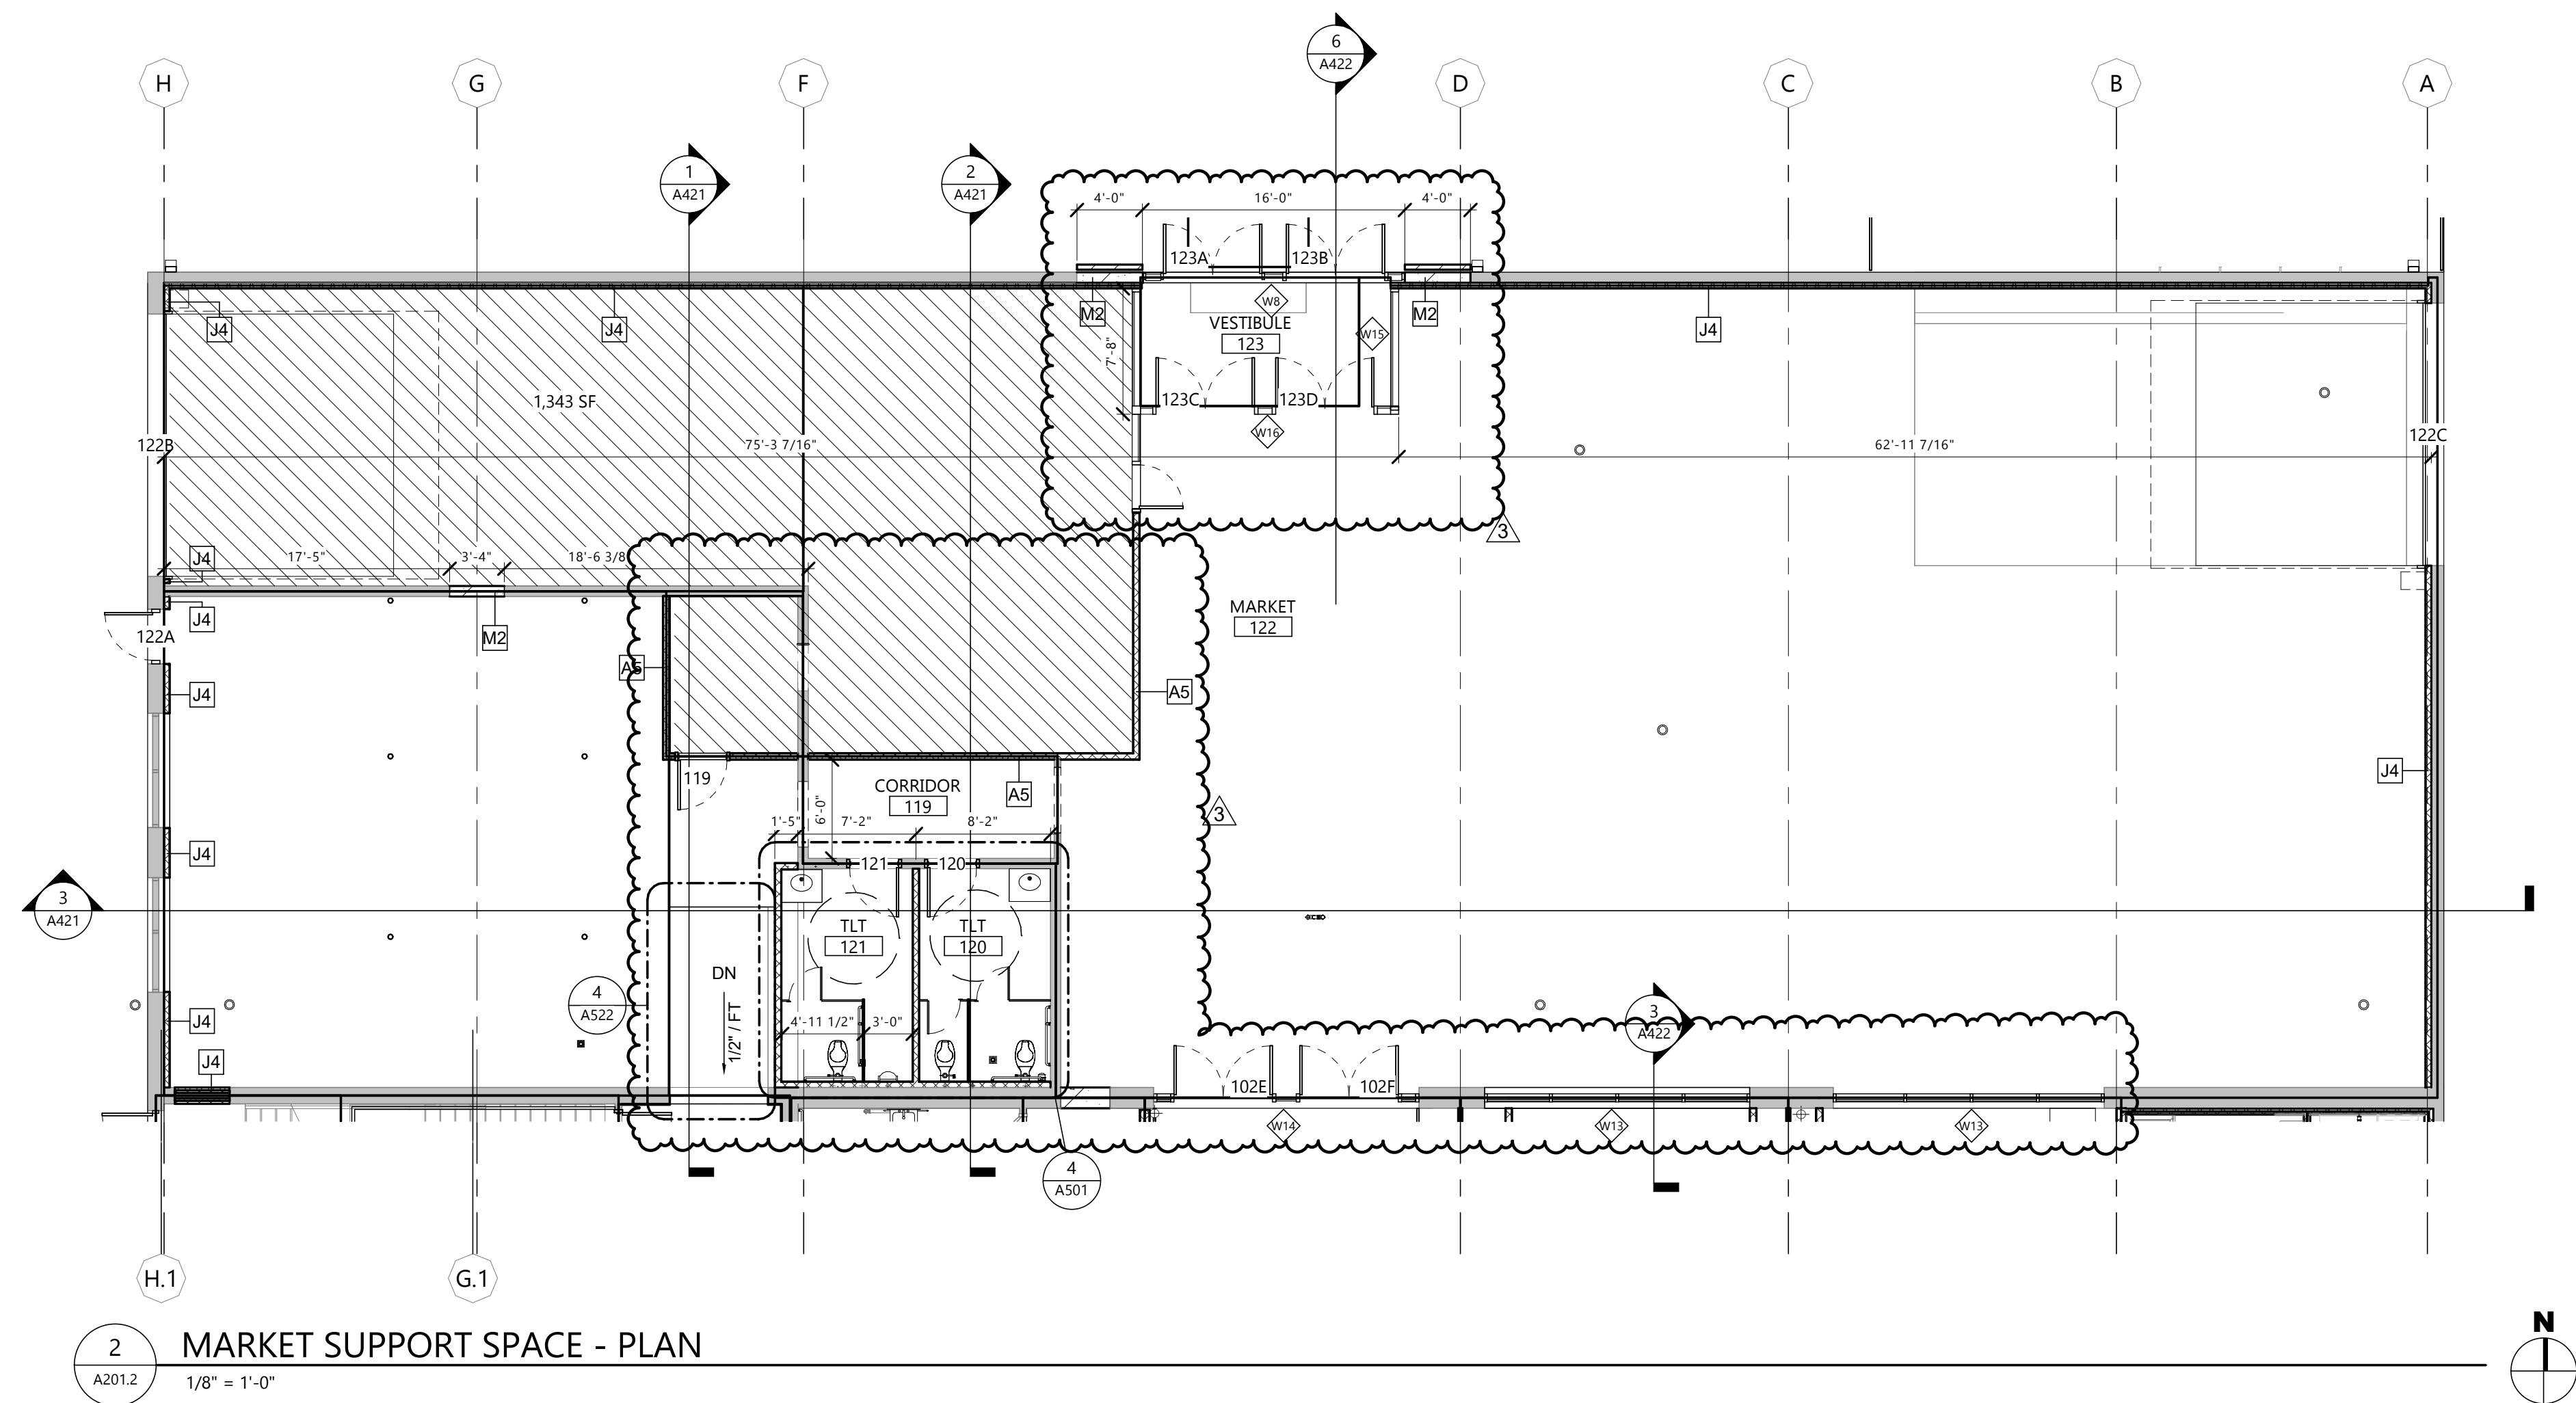 6
A422
H
G
F
D
C
B
A
1
A421
2
A421
4'-0"
16'-0"
4'-0"
123A
123B
W8
M2
M2
J4
J4
J4
VESTIBULE
123
W15
7'-8"
123C
123D
W16
1,343 SF
122B
75'-3 7/16"
62'-11 7/16"
122C
3
J4
17'-5"
3'-4"
18'-6 3/8
J4
122A
M2
MARKET
122
A5
J4
A5
119
CORRIDOR
119
A5
J4
6'-0"
3
1'-5"
7'-2"
8'-2"
J4
121
120
3
A421
TLT
121
TLT
120
DN
1/2" / FT
4
A522
J4
4'-11 1/2"
3'-0"
3
A422
J4
102E
102F
W14
W13
W13
4
A501
H.1
G.1
N
2
A201.2
MARKET SUPPORT SPACE - PLAN
1/8" = 1'-0"